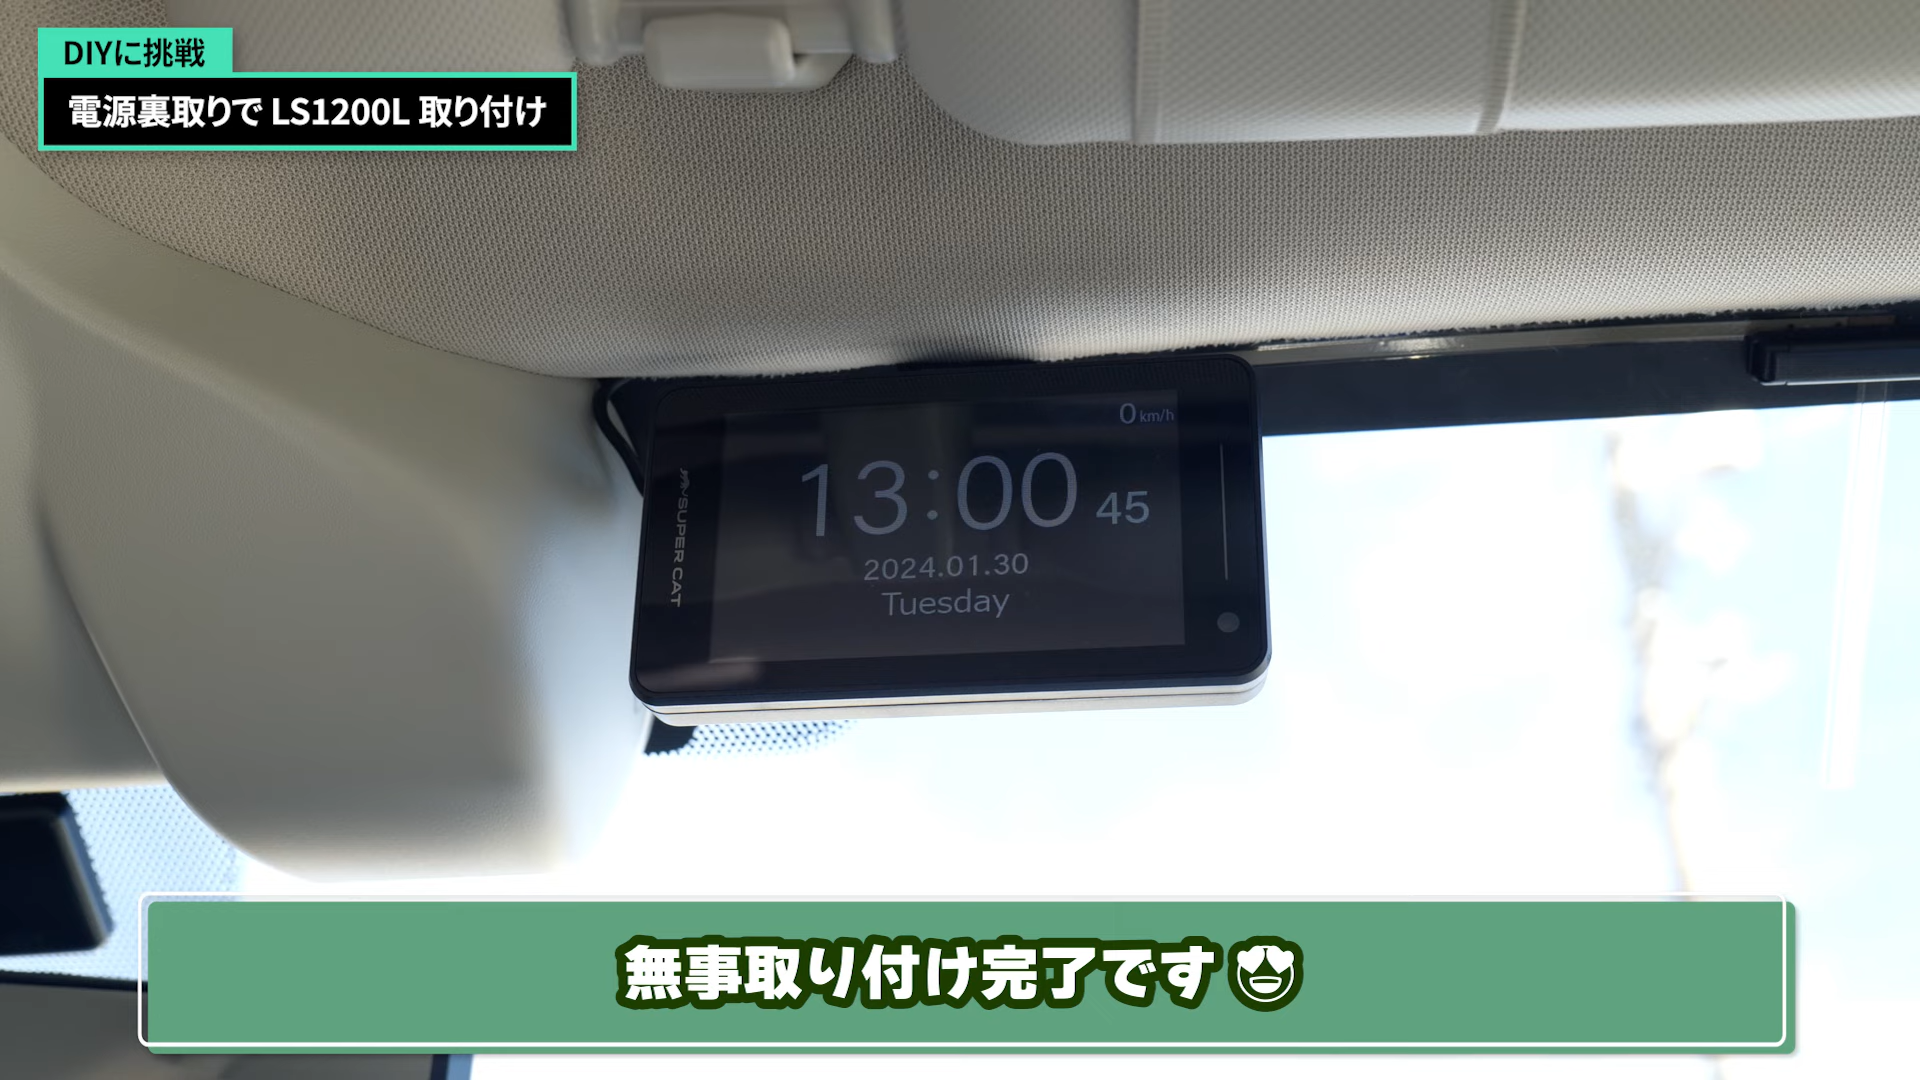 DIYに挑戦
電源裏取りで LS1200L 取り付け
0 km/h
13:00 45
2024.01.30
Tuesday
SUPER CAT
無事取り付け完了です😍